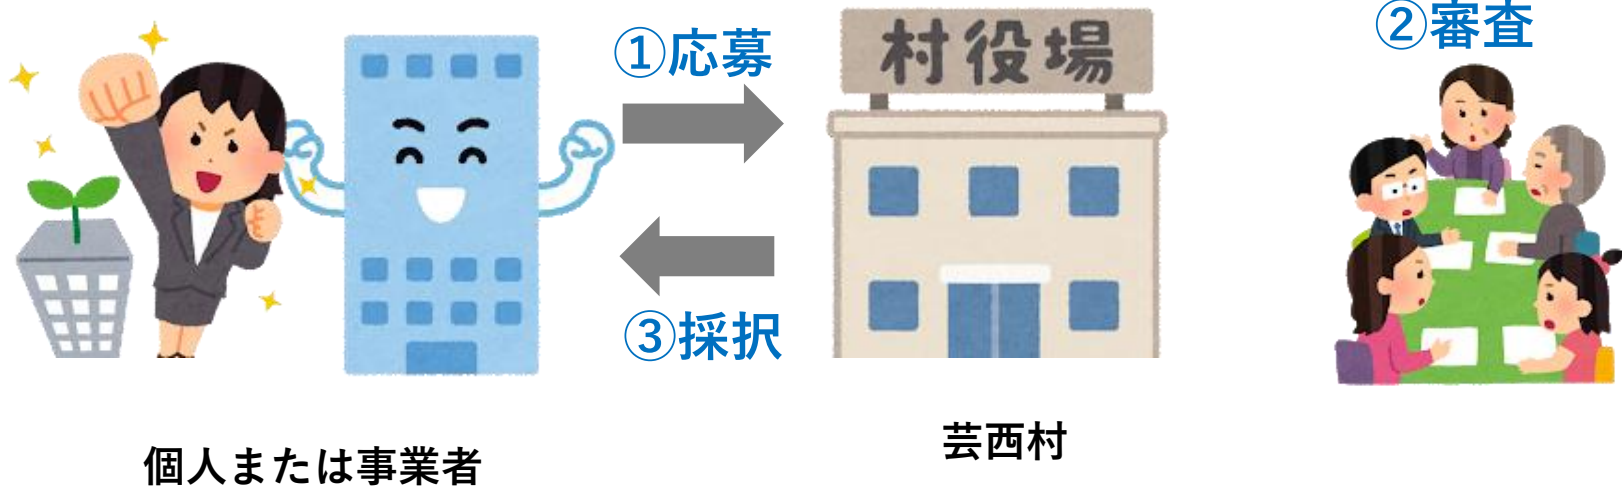 ①応募
村役場
②審査
③採択
個人または事業者
芸西村